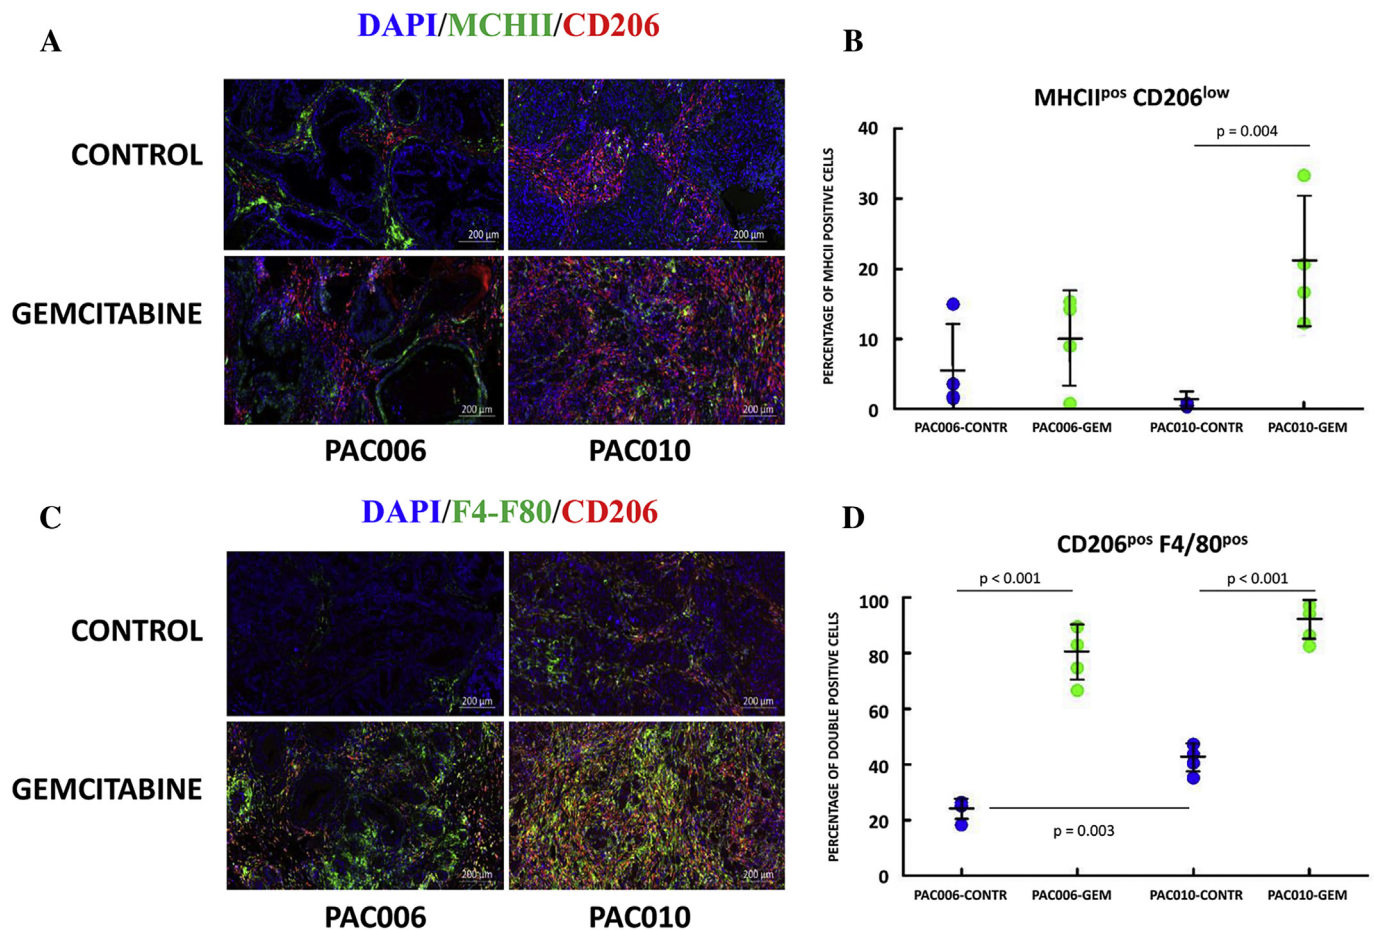 A
DAPI/MCHII/CD206
CONTROL
200 µm
200 µm
GEMCITABINE
200 µm
200 µm
PAC006
PAC010
B
MHCIIpos CD206low
PERCENTAGE OF MHCII POSITIVE CELLS
p = 0.004
40
30
20
10
0
PAC006-CONTR
PAC006-GEM
PAC010-CONTR
PAC010-GEM
C
DAPI/F4-F80/CD206
CONTROL
200 µm
200 µm
GEMCITABINE
200 µm
200 µm
PAC006
PAC010
D
CD206pos F4/80pos
PERCENTAGE OF DOUBLE POSITIVE CELLS
p < 0.001
p < 0.001
100
80
60
40
20
0
p = 0.003
PAC006-CONTR
PAC006-GEM
PAC010-CONTR
PAC010-GEM